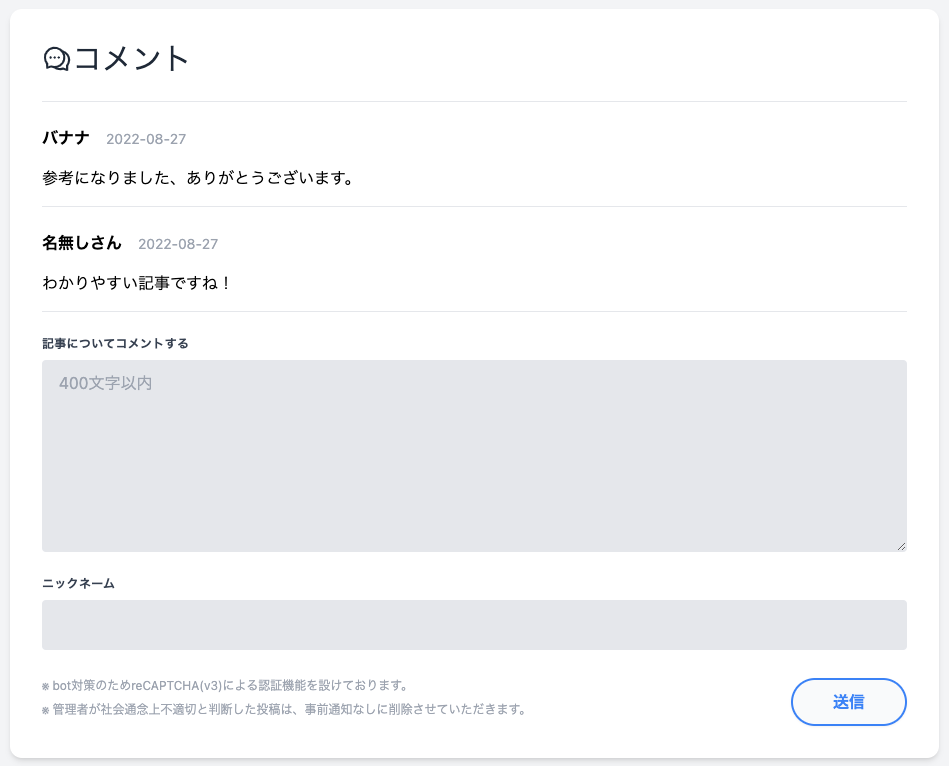 コメント
バナナ 2022-08-27
参考になりました、ありがとうございます。
名無しさん 2022-08-27
わかりやすい記事ですね！
記事についてコメントする
400文字以内
ニックネーム
※ bot対策のためreCAPTCHA(v3)による認証機能を設けております。
※ 管理者が社会通念上不適切と判断した投稿は、事前通知なしに削除させていただきます。
送信